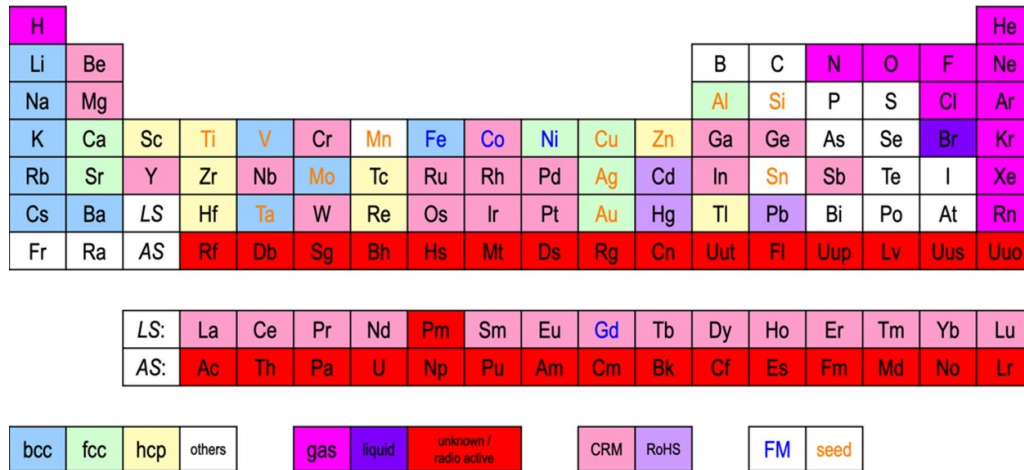 H He
Li Be B C N O F Ne
Na Mg Al Si P S Cl Ar
K Ca Sc Ti V Cr Mn Fe Co Ni Cu Zn Ga Ge As Se Br Kr
Rb Sr Y Zr Nb Mo Tc Ru Rh Pd Ag Cd In Sn Sb Te I Xe
Cs Ba LS Hf Ta W Re Os Ir Pt Au Hg Tl Pb Bi Po At Rn
Fr Ra AS Rf Db Sg Bh Hs Mt Ds Rg Cn Uut Fl Uup Lv Uus Uuo
LS: La Ce Pr Nd Pm Sm Eu Gd Tb Dy Ho Er Tm Yb Lu
AS: Ac Th Pa U Np Pu Am Cm Bk Cf Es Fm Md No Lr
bcc fcc hcp others gas liquid unknown / radio active CRM RoHS FM seed